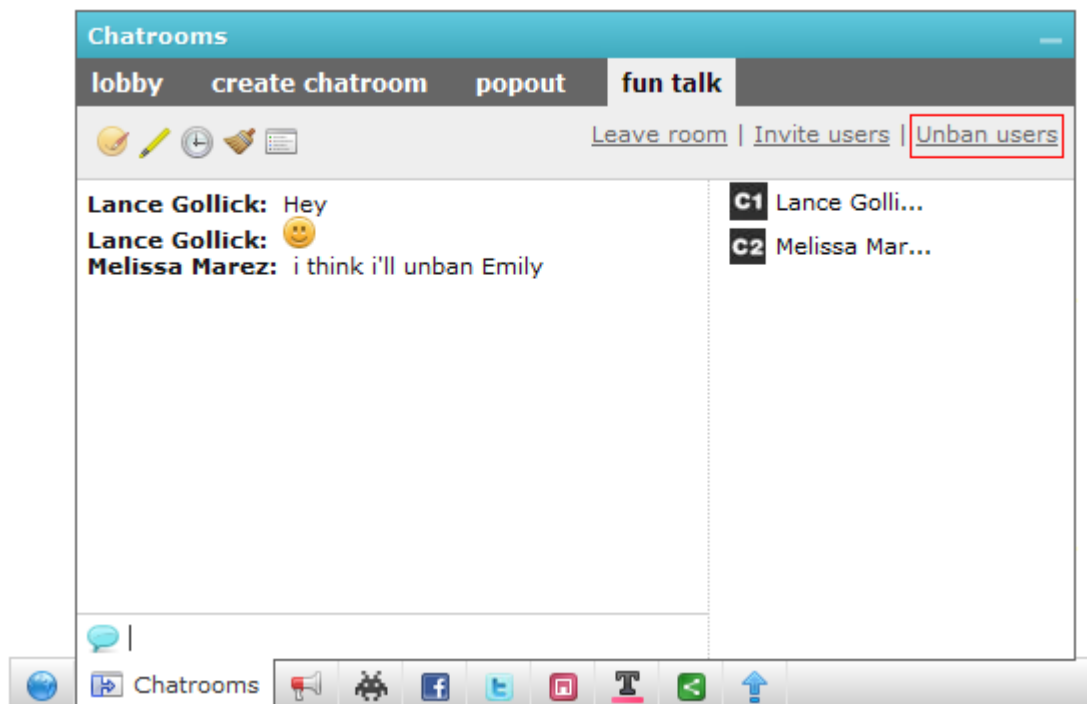 Chatrooms
lobby create chatroom popout fun talk
Leave room | Invite users | Unban users
Lance Gollick: Hey
Lance Gollick:
Melissa Marez: i think i'll unban Emily
C1 Lance Golli...
C2 Melissa Mar...
Chatrooms f t T